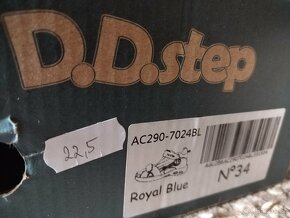 D.D.step
AC290-7024BL
22,5
Royal Blue
N°34